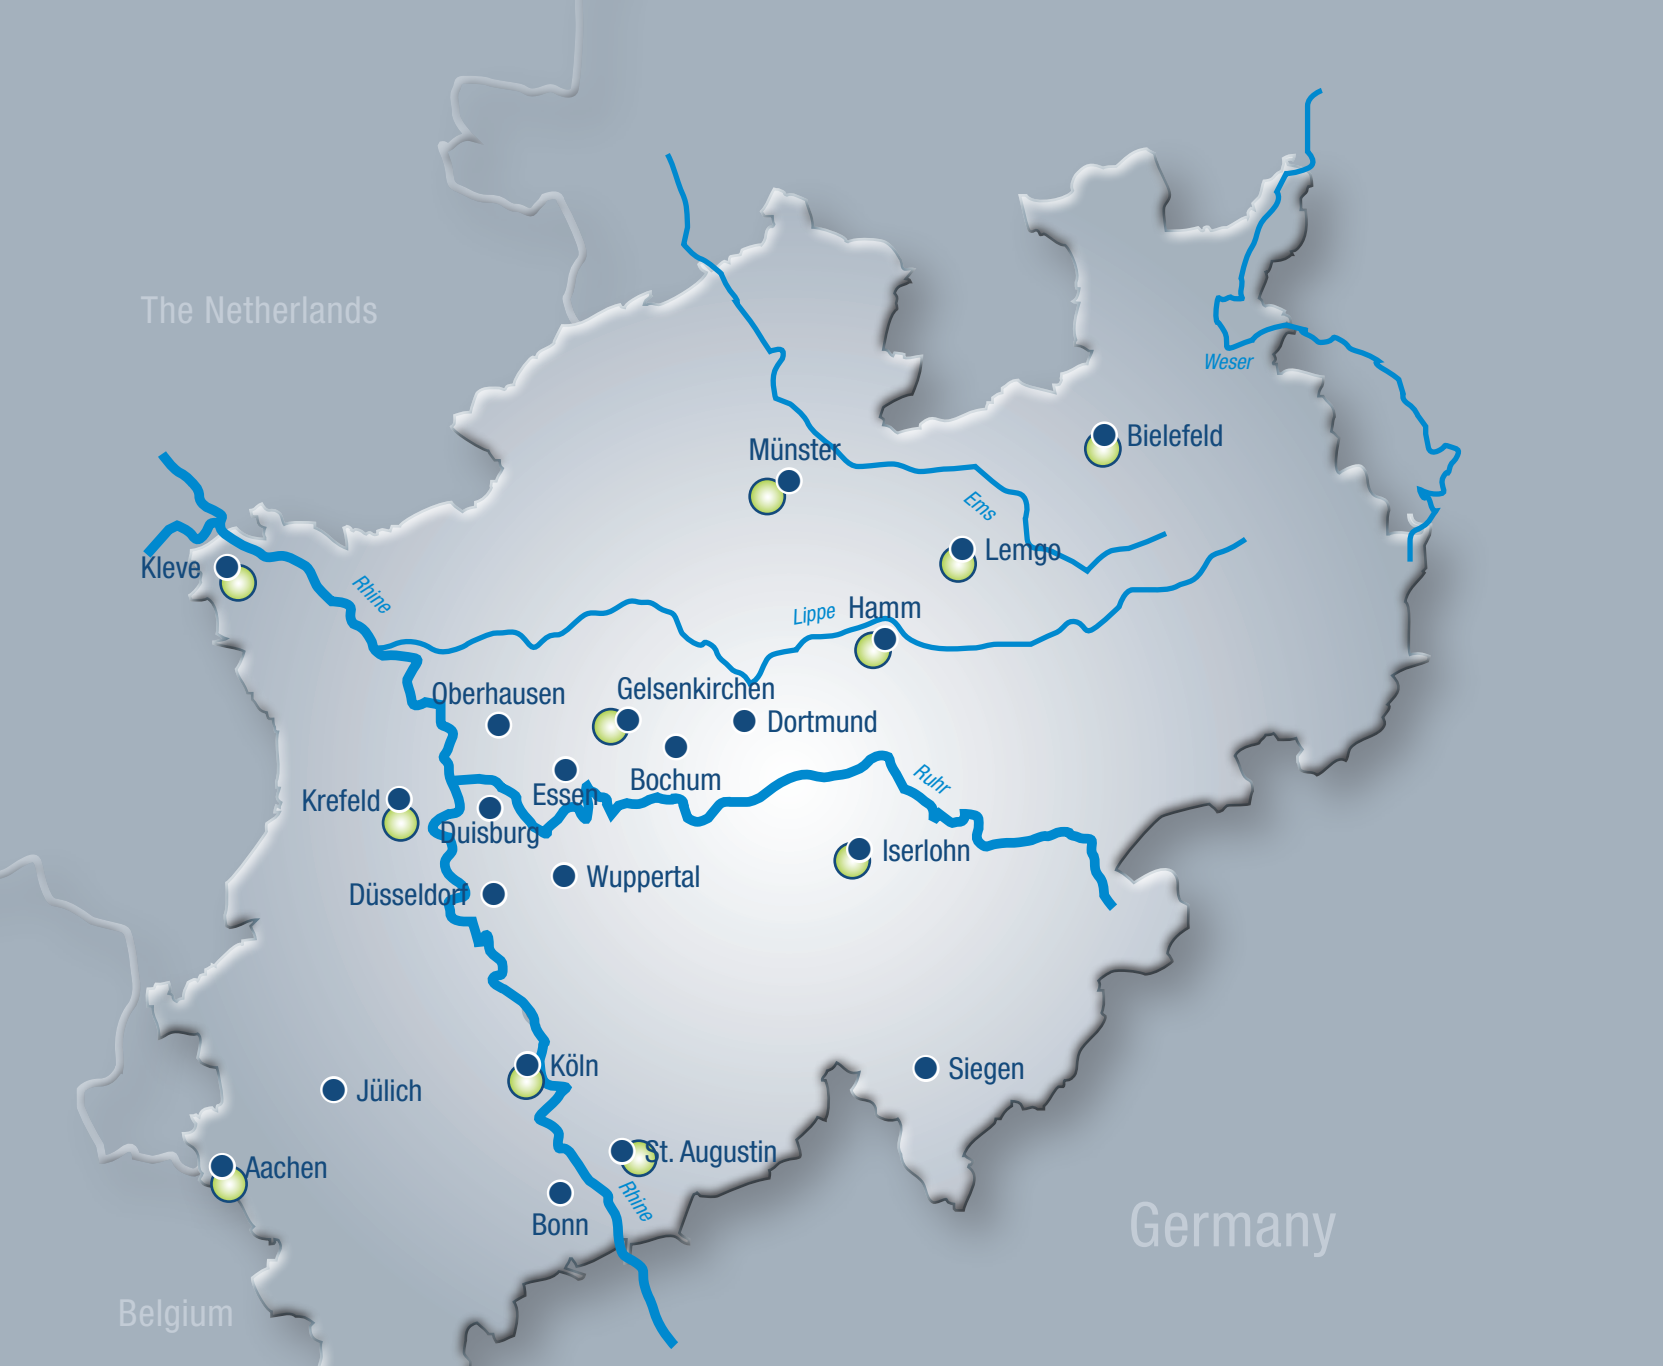 The Netherlands
Weser
Bielefeld
Münster
Ems
Lemgo
Kleve
Rhine
Lippe
Hamm
Oberhausen
Gelsenkirchen
Dortmund
Bochum
Ruhr
Essen
Krefeld
Duisburg
Iserlohn
Wuppertal
Düsseldorf
Köln
Siegen
Jülich
St. Augustin
Aachen
Rhine
Bonn
Germany
Belgium